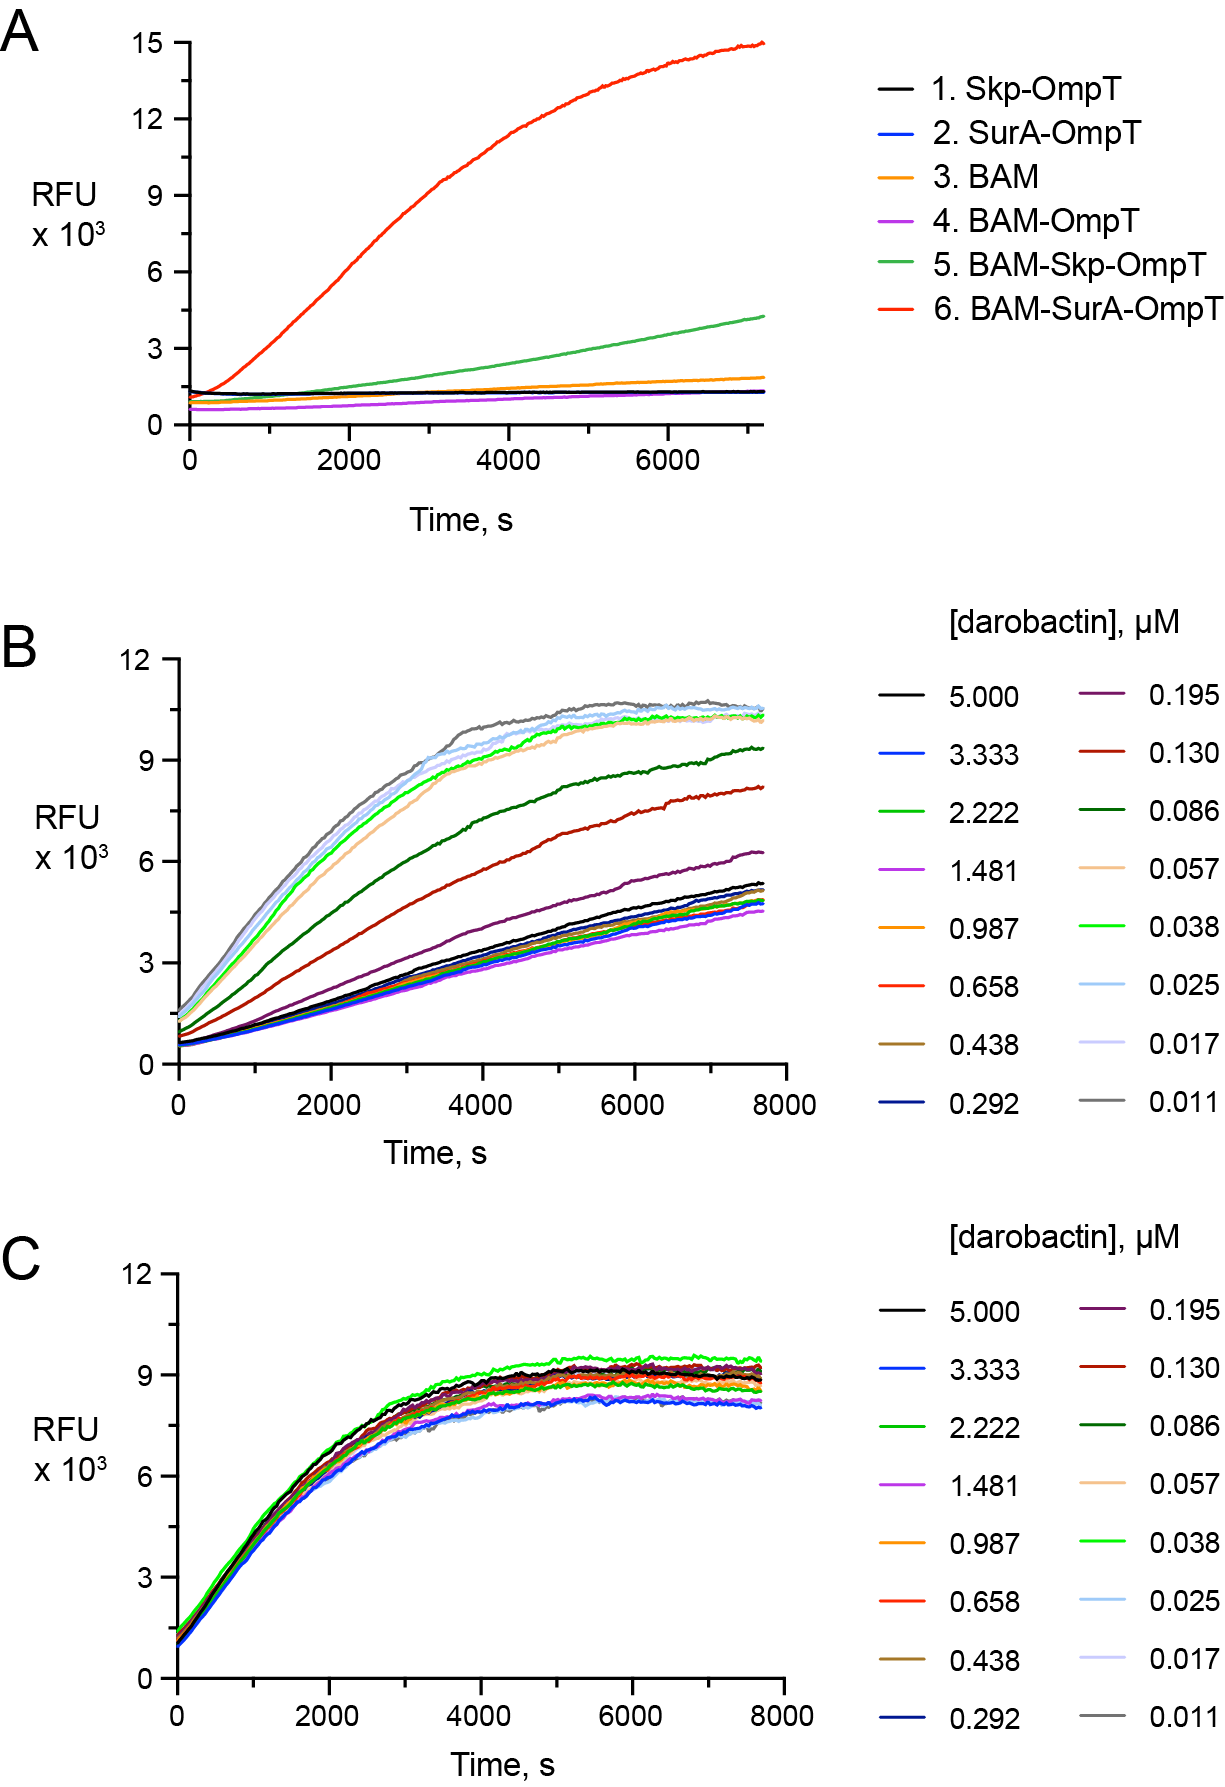 A
15
12
9
6
3
0
RFU
x 10³
0 2000 4000 6000
Time, s
1. Skp-OmpT
2. SurA-OmpT
3. BAM
4. BAM-OmpT
5. BAM-Skp-OmpT
6. BAM-SurA-OmpT
B
12
9
6
3
0
RFU
x 10³
0 2000 4000 6000 8000
Time, s
[darobactin], µM
5.000 0.195
3.333 0.130
2.222 0.086
1.481 0.057
0.987 0.038
0.658 0.025
0.438 0.017
0.292 0.011
C
12
9
6
3
0
RFU
x 10³
0 2000 4000 6000 8000
Time, s
[darobactin], µM
5.000 0.195
3.333 0.130
2.222 0.086
1.481 0.057
0.987 0.038
0.658 0.025
0.438 0.017
0.292 0.011